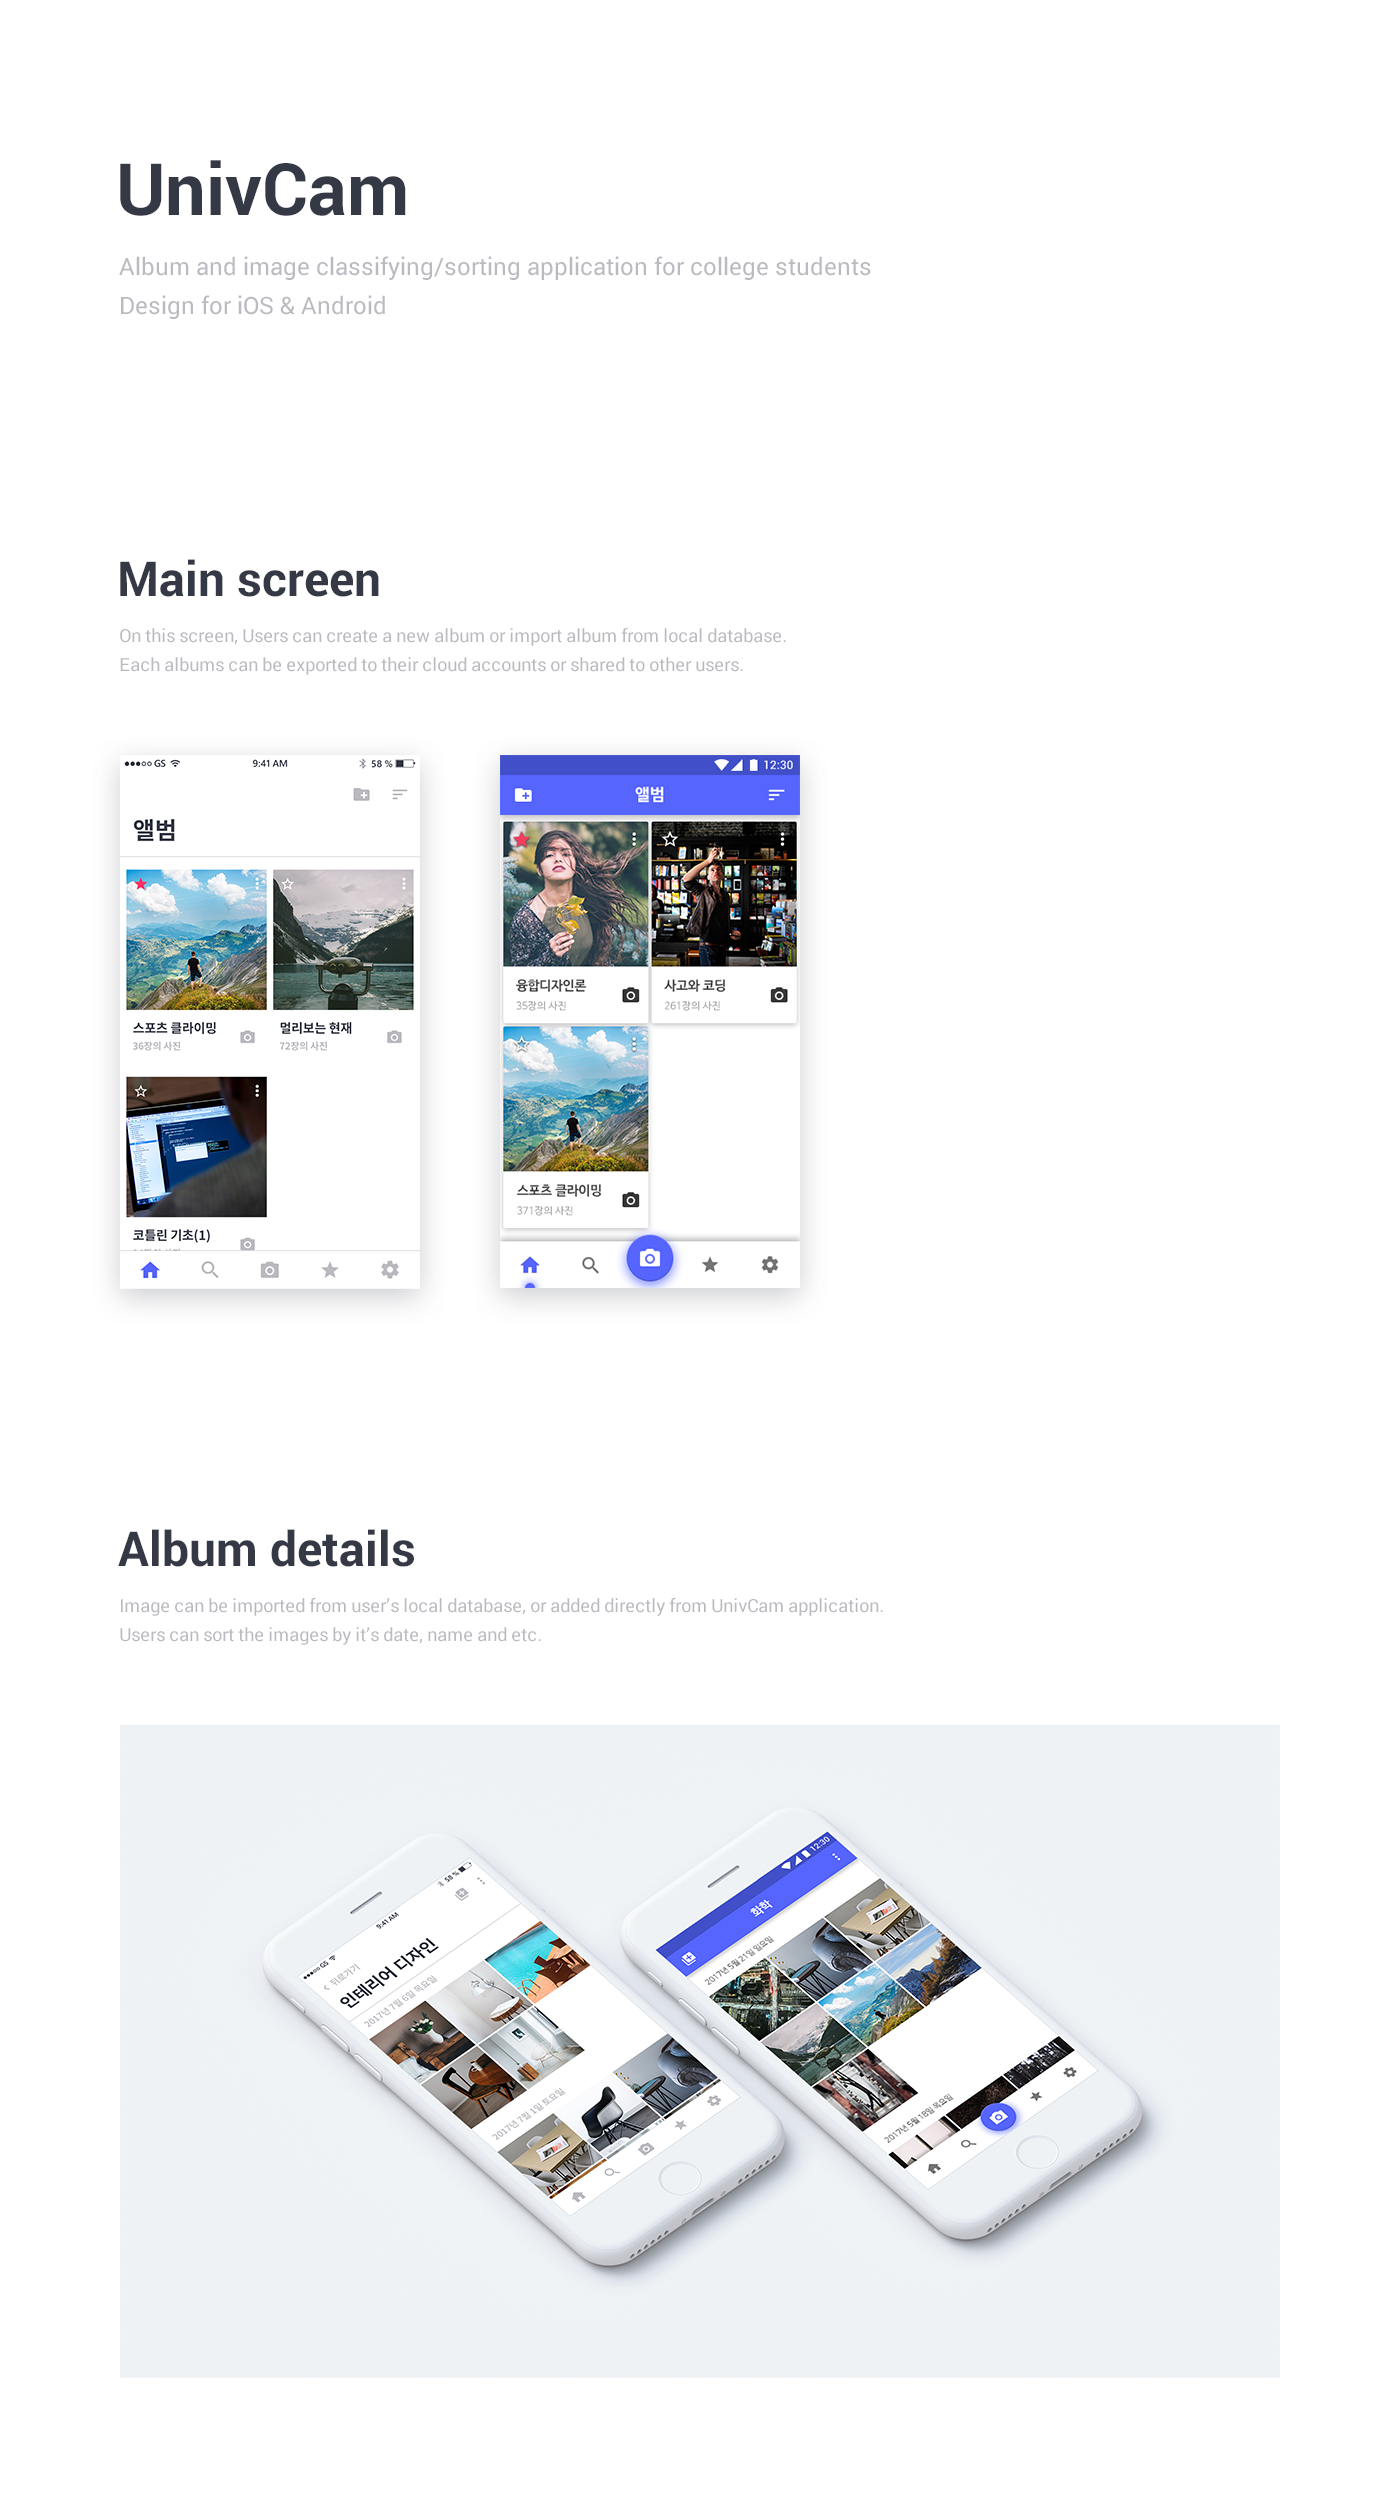 UnivCam
Album and image classifying/sorting application for college students
Design for iOS & Android
Main screen
On this screen, Users can create a new album or import album from local database.
Each albums can be exported to their cloud accounts or shared to other users.
GS 9:41 AM 58 %
앨범
스포츠 클라이밍
36장의 사진
멀리보는 현재
72장의 사진
코틀린 기초(1)
12:30
앨범
융합디자인론
35장의 사진
사고와 코딩
261장의 사진
스포츠 클라이밍
371장의 사진
Album details
Image can be imported from user's local database, or added directly from UnivCam application.
Users can sort the images by it's date, name and etc.
GS 9:41 AM 58 %
뒤로가기
인테리어 디자인
2017년 7월 6일 목요일
2017년 7월 1일 토요일
12:30
화학
2017년 5월 21일 일요일
2017년 5월 18일 목요일